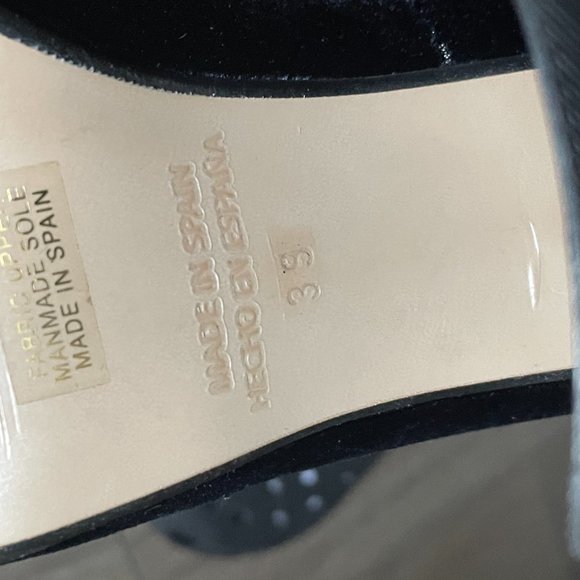 FABRIC UPPER
MANMADE SOLE
MADE IN SPAIN
MADE IN SPAIN
HECHO EN ESPAÑA
39